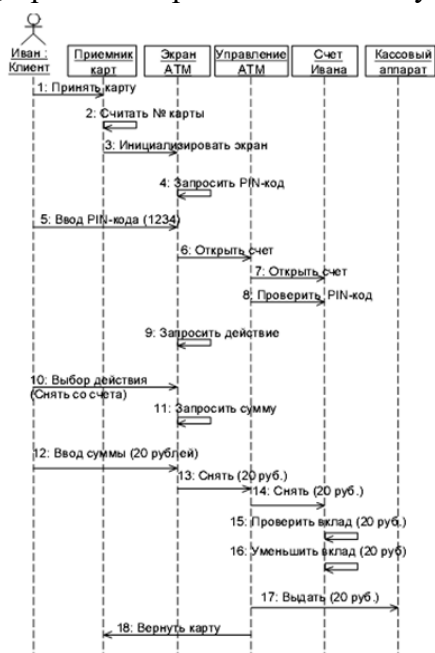 Иван :
Клиент
Приемник
карт
Экран
АТМ
Управление
АТМ
Счет
Ивана
Кассовый
аппарат
1: Принять карту
2: Считать № карты
3: Инициализировать экран
4: Запросить PIN-код
5: Ввод PIN-кода (1234)
6: Открыть счет
7: Открыть счет
8: Проверить PIN-код
9: Запросить действие
10: Выбор действия
(Снять со счета)
11: Запросить сумму
12: Ввод суммы (20 рублей)
13: Снять (20 руб.)
14: Снять (20 руб.)
15: Проверить вклад (20 руб.)
16: Уменьшить вклад (20 руб)
17: Выдать (20 руб.)
18: Вернуть карту